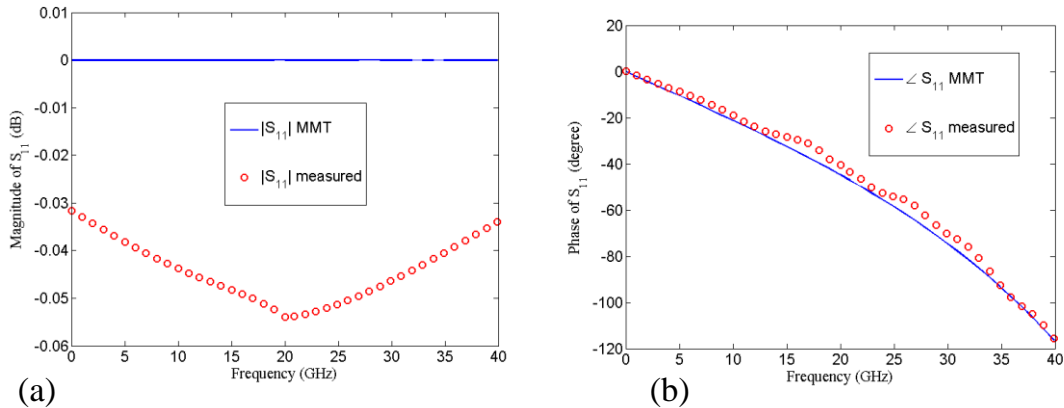 0.01
0
-0.01
-0.02
-0.03
-0.04
-0.05
-0.06
Magnitude of S11 (dB)
|S11| MMT
|S11| measured
0 5 10 15 20 25 30 35 40
Frequency (GHz)
(a)
20
0
-20
-40
-60
-80
-100
-120
Phase of S11 (degree)
∠ S11 MMT
∠ S11 measured
0 5 10 15 20 25 30 35 40
Frequency (GHz)
(b)